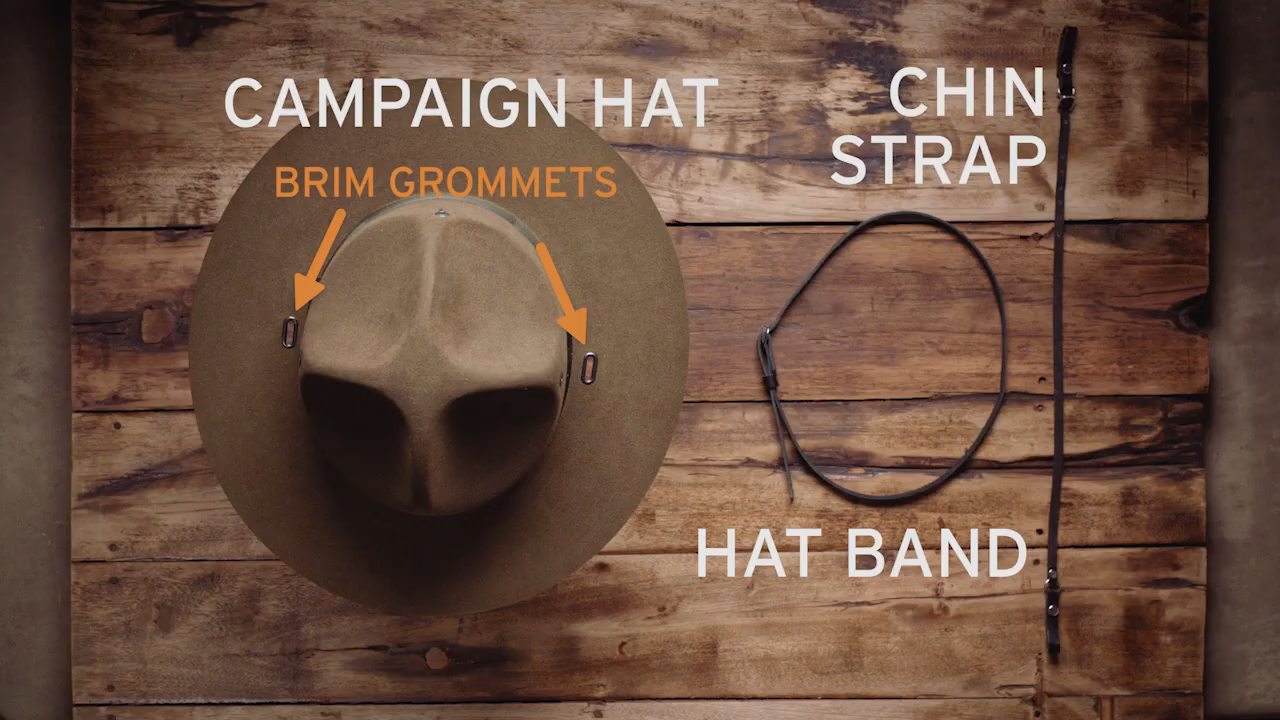 CAMPAIGN HAT
BRIM GROMMETS
CHIN
STRAP
HAT BAND